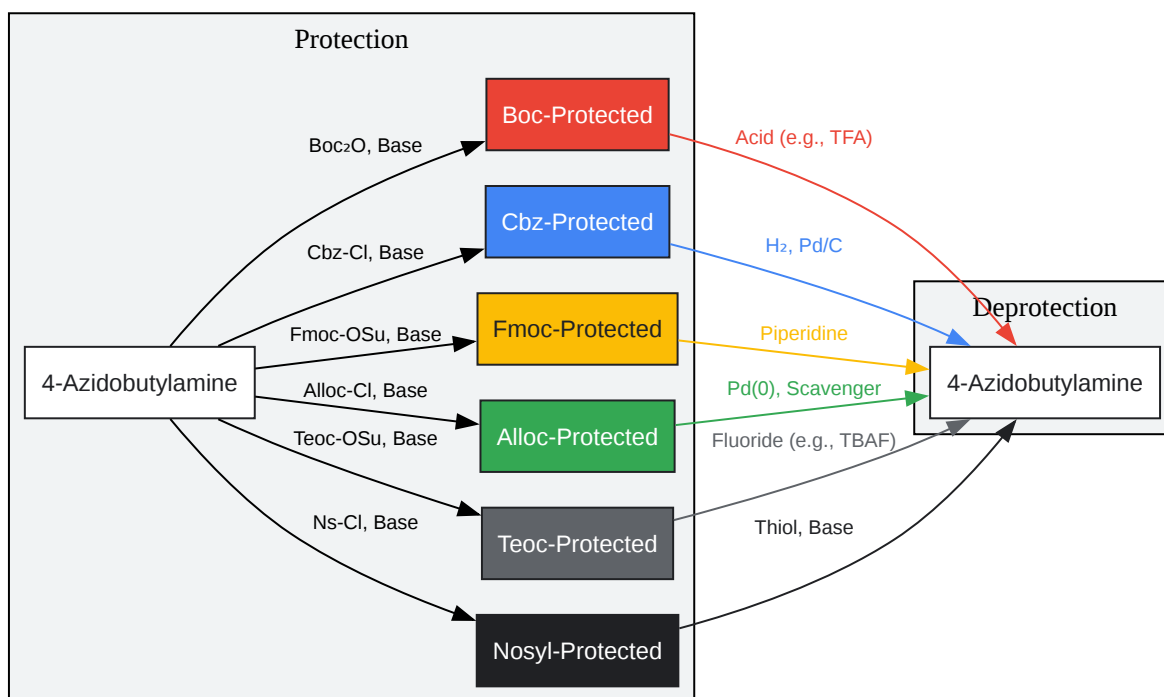 Protection
Boc-Protected
Boc₂O, Base
Acid (e.g., TFA)
Cbz-Protected
Cbz-Cl, Base
H₂, Pd/C
Deprotection
Fmoc-Protected
Fmoc-OSu, Base
Piperidine
4-Azidobutylamine
4-Azidobutylamine
Alloc-Cl, Base
Pd(0), Scavenger
Alloc-Protected
Teoc-OSu, Base
Fluoride (e.g., TBAF)
Ns-Cl, Base
Thiol, Base
Teoc-Protected
Nosyl-Protected